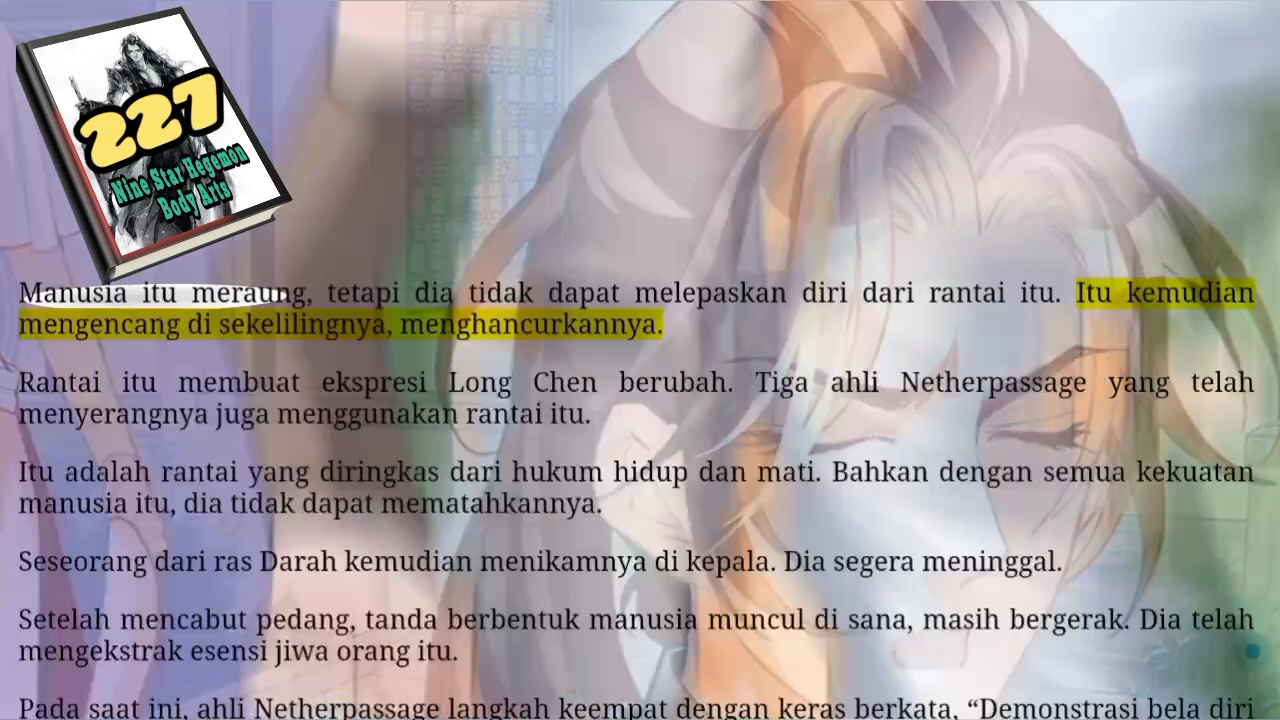 227
Nine Star Hegemon
Body Arts
Manusia itu meraung, tetapi dia tidak dapat melepaskan diri dari rantai itu. Itu kemudian
mengencang di sekelilingnya, menghancurkannya.
Rantai itu membuat ekspresi Long Chen berubah. Tiga ahli Netherpassage yang telah
menyerangnya juga menggunakan rantai itu.
Itu adalah rantai yang diringkas dari hukum hidup dan mati. Bahkan dengan semua kekuatan
manusia itu, dia tidak dapat mematahkannya.
Seseorang dari ras Darah kemudian menikamnya di kepala. Dia segera meninggal.
Setelah mencabut pedang, tanda berbentuk manusia muncul di sana, masih bergerak. Dia telah
mengekstrak esensi jiwa orang itu.
Pada saat ini, ahli Netherpassage langkah keempat dengan keras berkata, “Demonstrasi bela diri